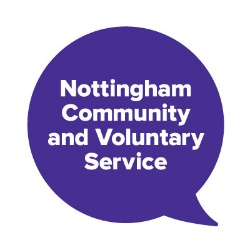 Nottingham
Community
and Voluntary
Service